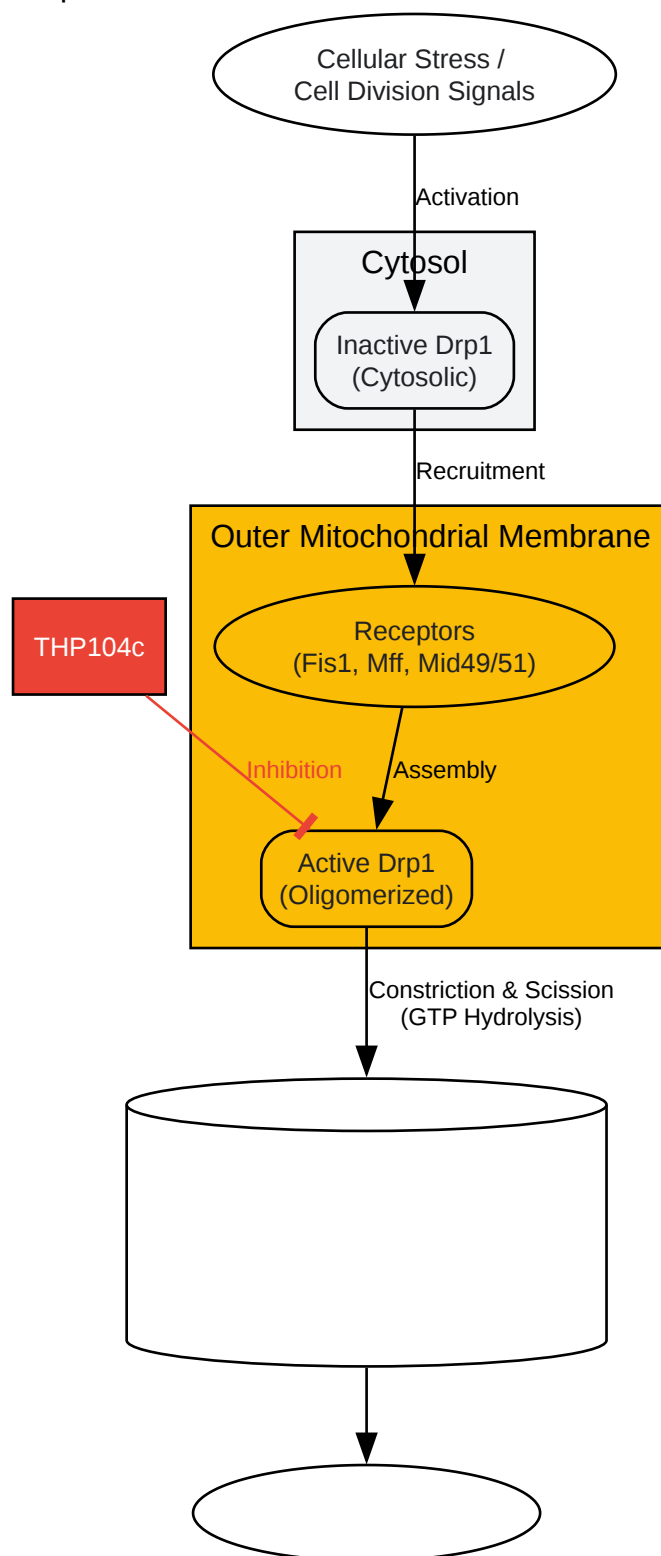 Cellular Stress /
Cell Division Signals
Activation
Cytosol
Inactive Drp1
(Cytosolic)
Recruitment
Outer Mitochondrial Membrane
Receptors
(Fis1, Mff, Mid49/51)
THP104c
Inhibition
Assembly
Active Drp1
(Oligomerized)
Constriction & Scission
(GTP Hydrolysis)